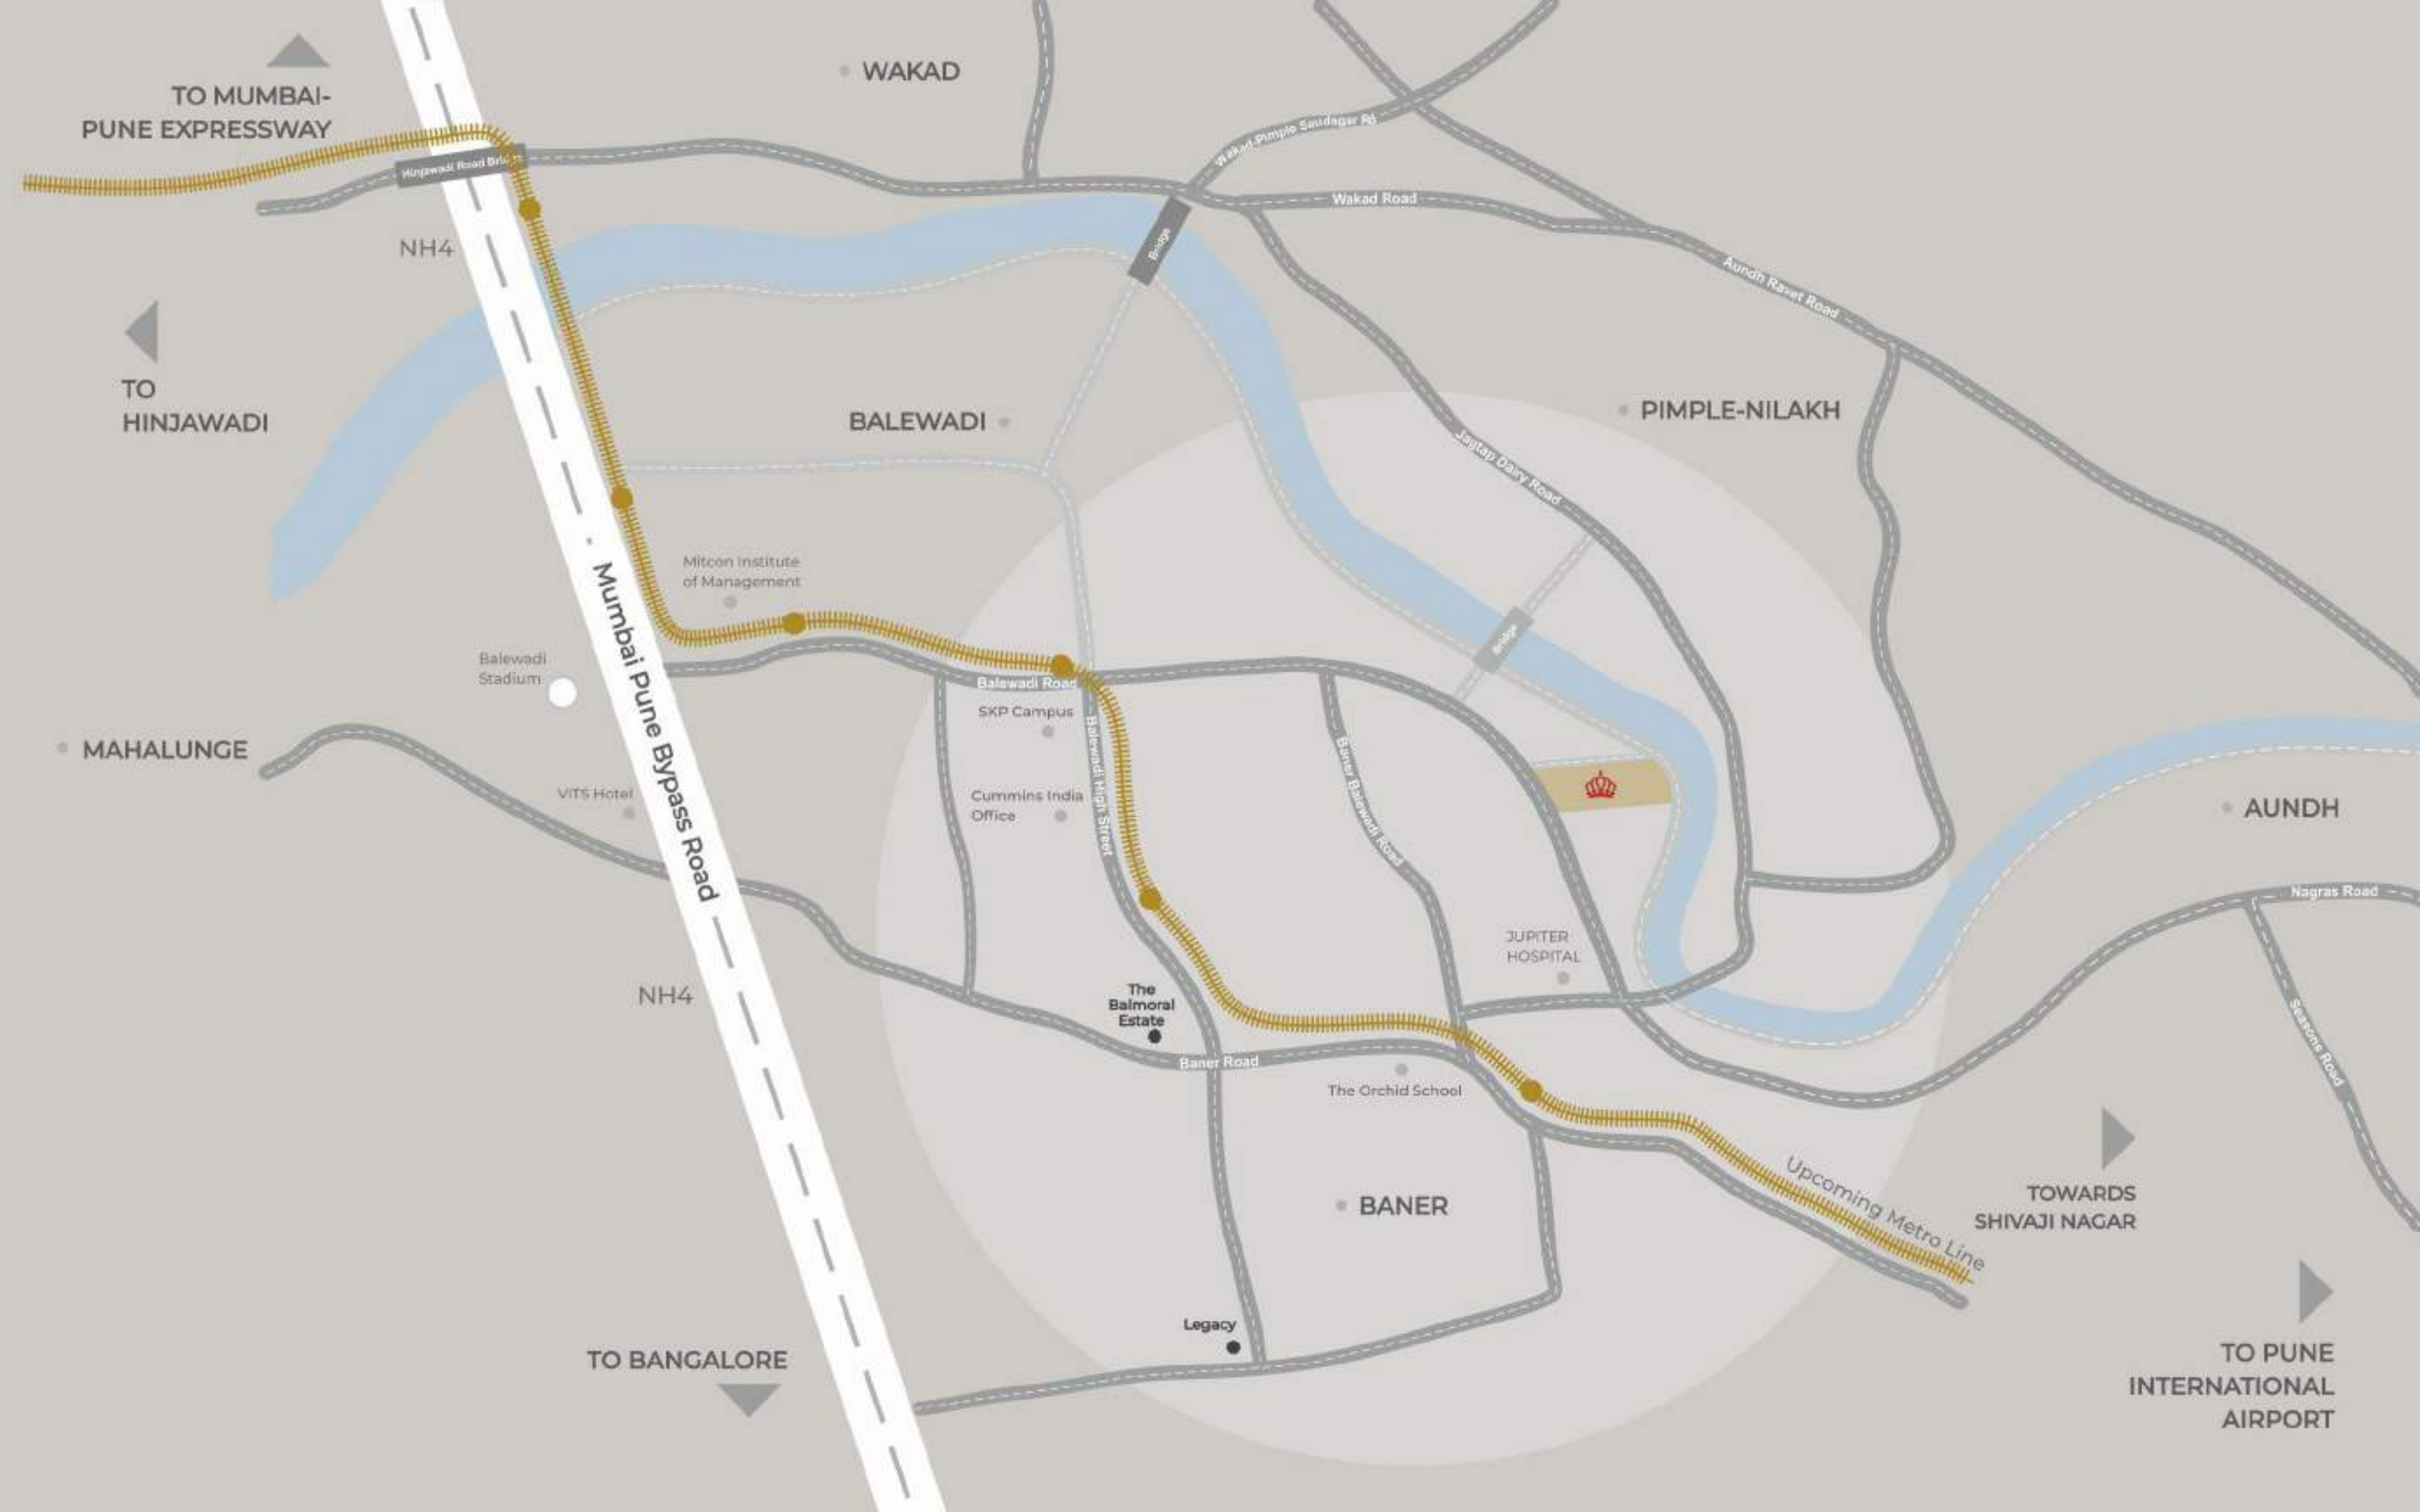 WAKAD
TO MUMBAI-
PUNE EXPRESSWAY
Wakad-Pimple Saudagar Rd
Hinjawadi Road Bridge
Wakad Road
Bridge
NH4
Aundh Ravet Road
TO
HINJAWADI
BALEWADI
PIMPLE-NILAKH
Jagtap Dairy Road
Mitcon Institute
of Management
Mumbai Pune Bypass Road
Bridge
Balewadi
Stadium
Balewadi Road
SKP Campus
MAHALUNGE
Balewadi High Street
Baner Balewadi Road
VITS Hotel
Cummins India
Office
AUNDH
Nagras Road
JUPITER
HOSPITAL
NH4
The
Balmoral
Estate
Seasons Road
Baner Road
The Orchid School
Upcoming Metro Line
TOWARDS
SHIVAJI NAGAR
BANER
Legacy
TO BANGALORE
TO PUNE
INTERNATIONAL
AIRPORT